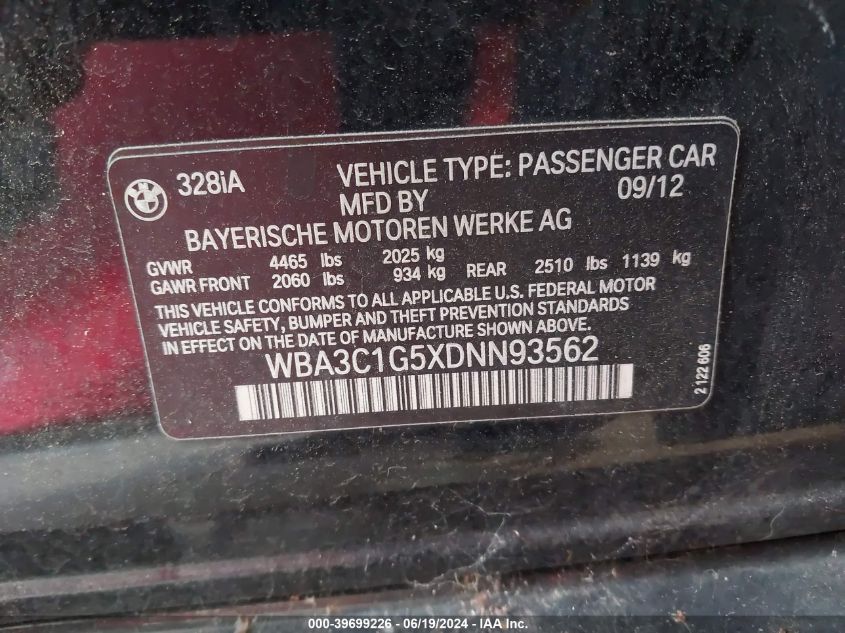 BMW
328iA VEHICLE TYPE: PASSENGER CAR
MFD BY 09/12
BAYERISCHE MOTOREN WERKE AG
GVWR 4465 lbs 2025 kg
GAWR FRONT 2060 lbs 934 kg REAR 2510 lbs 1139 kg
THIS VEHICLE CONFORMS TO ALL APPLICABLE U.S. FEDERAL MOTOR
VEHICLE SAFETY, BUMPER AND THEFT PREVENTION STANDARDS
IN EFFECT ON THE DATE OF MANUFACTURE SHOWN ABOVE.
WBA3C1G5XDNN93562
2 122 606
000-39699226 - 06/19/2024 - IAA Inc.